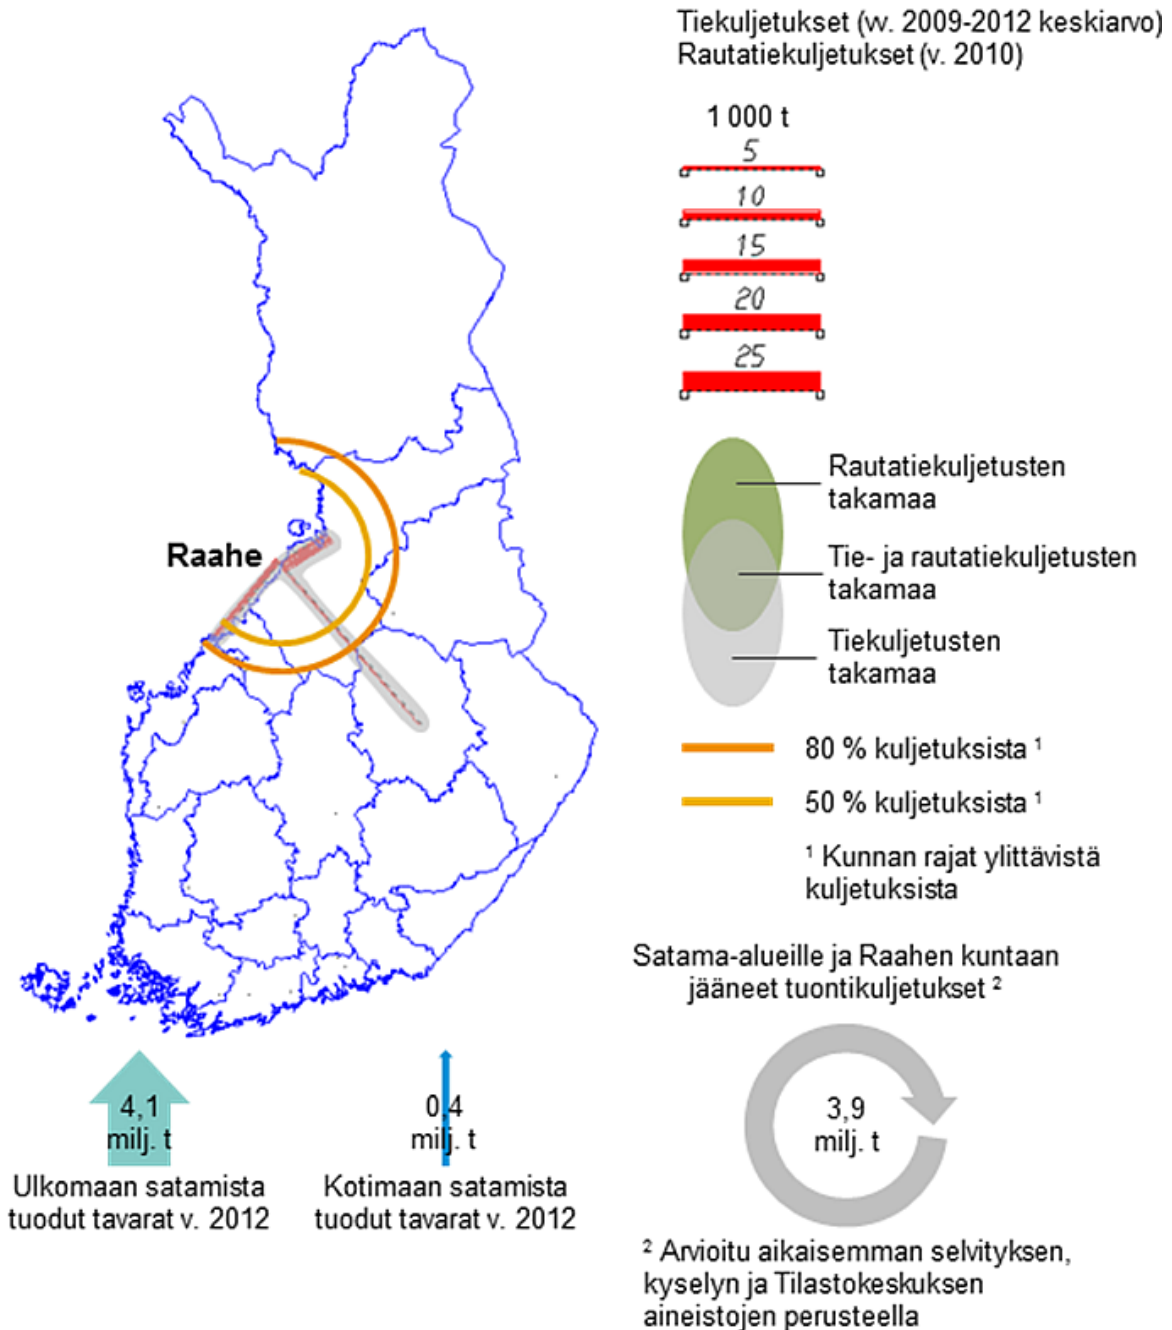 Tiekuljetukset (vv. 2009-2012 keskiarvo)
Rautatiekuljetukset (v. 2010)
1 000 t
5
10
15
20
25
Rautatiekuljetusten
takamaa
Tie- ja rautatiekuljetusten
takamaa
Tiekuljetusten
takamaa
Raahe
80 % kuljetuksista ¹
50 % kuljetuksista ¹
¹ Kunnan rajat ylittävistä
kuljetuksista
Satama-alueille ja Raahen kuntaan
jääneet tuontikuljetukset ²
3,9
milj. t
² Arvioitu aikaisemman selvityksen,
kyselyn ja Tilastokeskuksen
aineistojen perusteella
4,1
milj. t
Ulkomaan satamista
tuodut tavarat v. 2012
0,4
milj. t
Kotimaan satamista
tuodut tavarat v. 2012